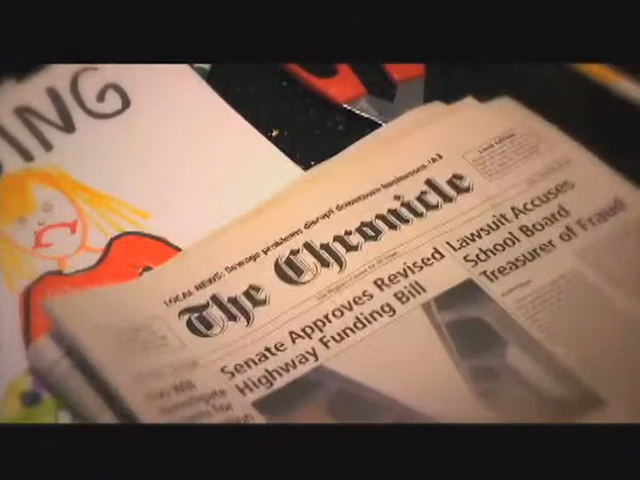 ING
LOCAL NEWS: Sewage problems disrupt downtown businesses /A3
The Chronicle
Senate Approves Revised
Highway Funding Bill
Lawsuit Accuses
School Board
Treasurer of Fraud